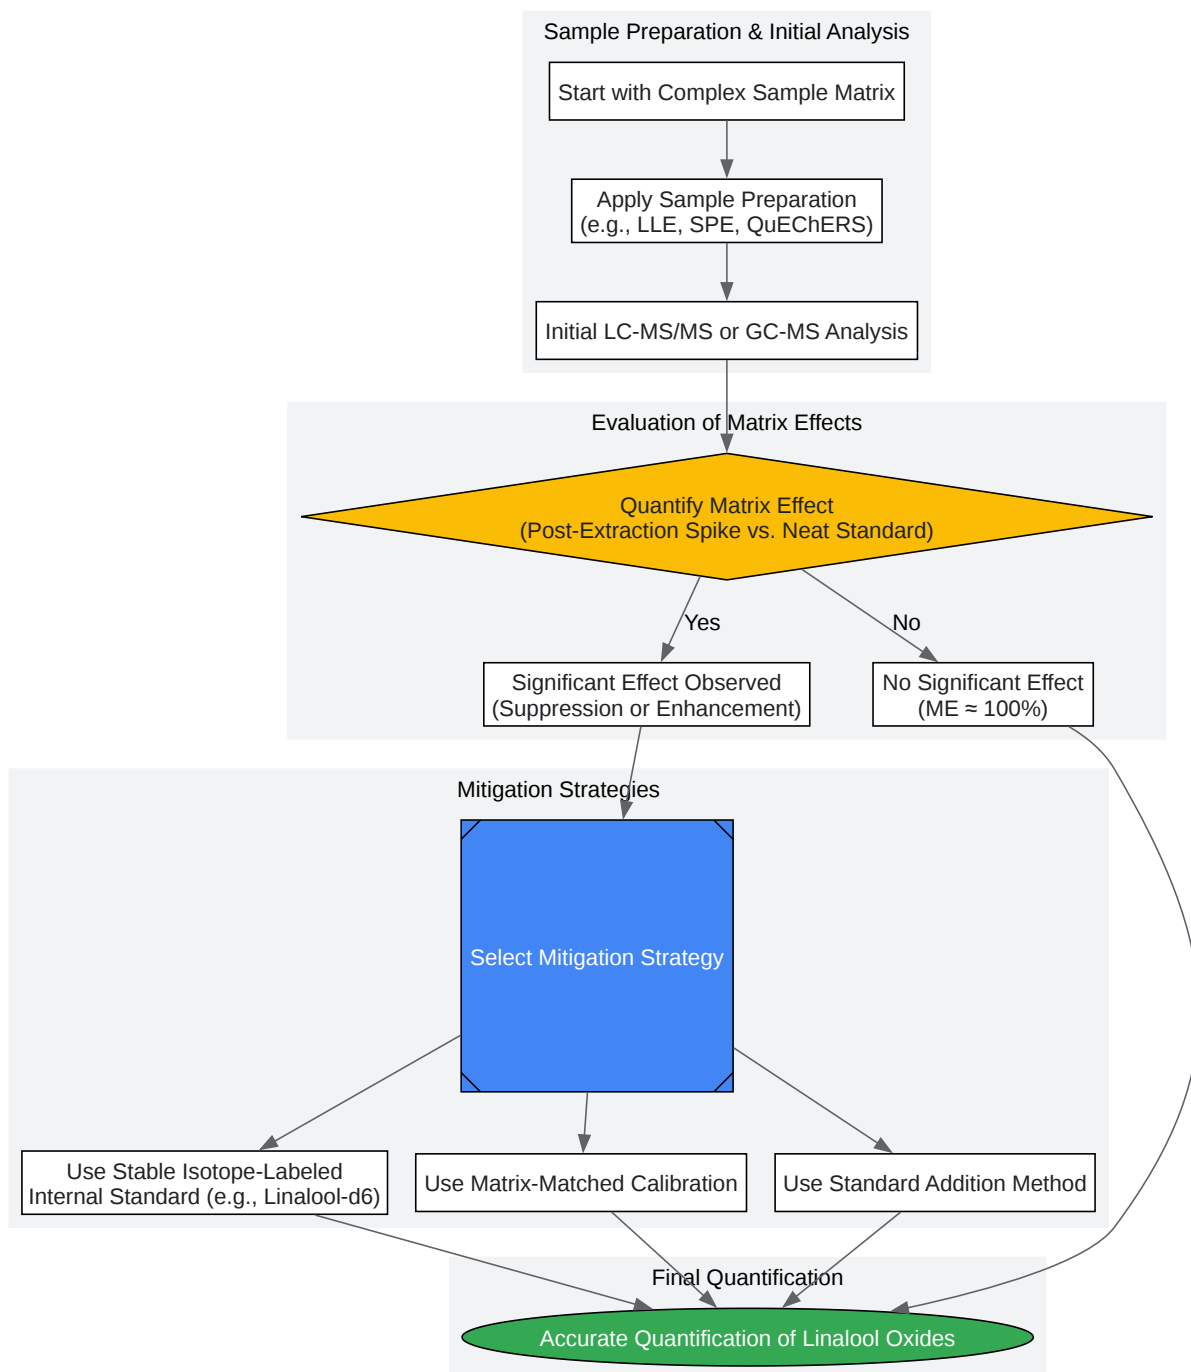 Sample Preparation & Initial Analysis
Start with Complex Sample Matrix
Apply Sample Preparation
(e.g., LLE, SPE, QuEChERS)
Initial LC-MS/MS or GC-MS Analysis
Evaluation of Matrix Effects
Quantify Matrix Effect
(Post-Extraction Spike vs. Neat Standard)
Yes
No
Significant Effect Observed
(Suppression or Enhancement)
No Significant Effect
(ME ≈ 100%)
Mitigation Strategies
Select Mitigation Strategy
Use Stable Isotope-Labeled
Internal Standard (e.g., Linalool-d6)
Use Matrix-Matched Calibration
Use Standard Addition Method
Final Quantification
Accurate Quantification of Linalool Oxides